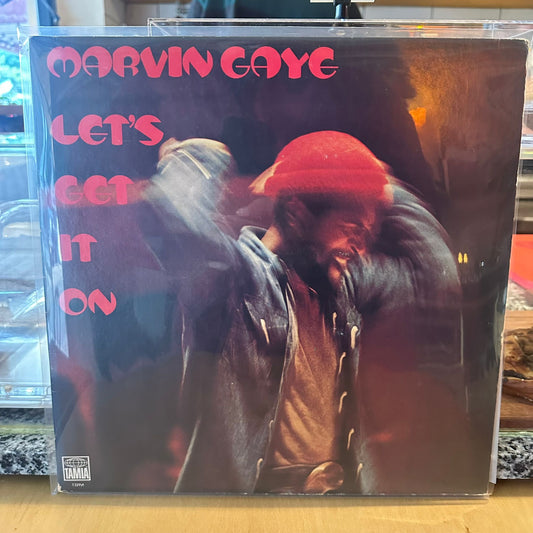 MARVIN GAYE
LET'S
GET
IT
ON
TAMLA